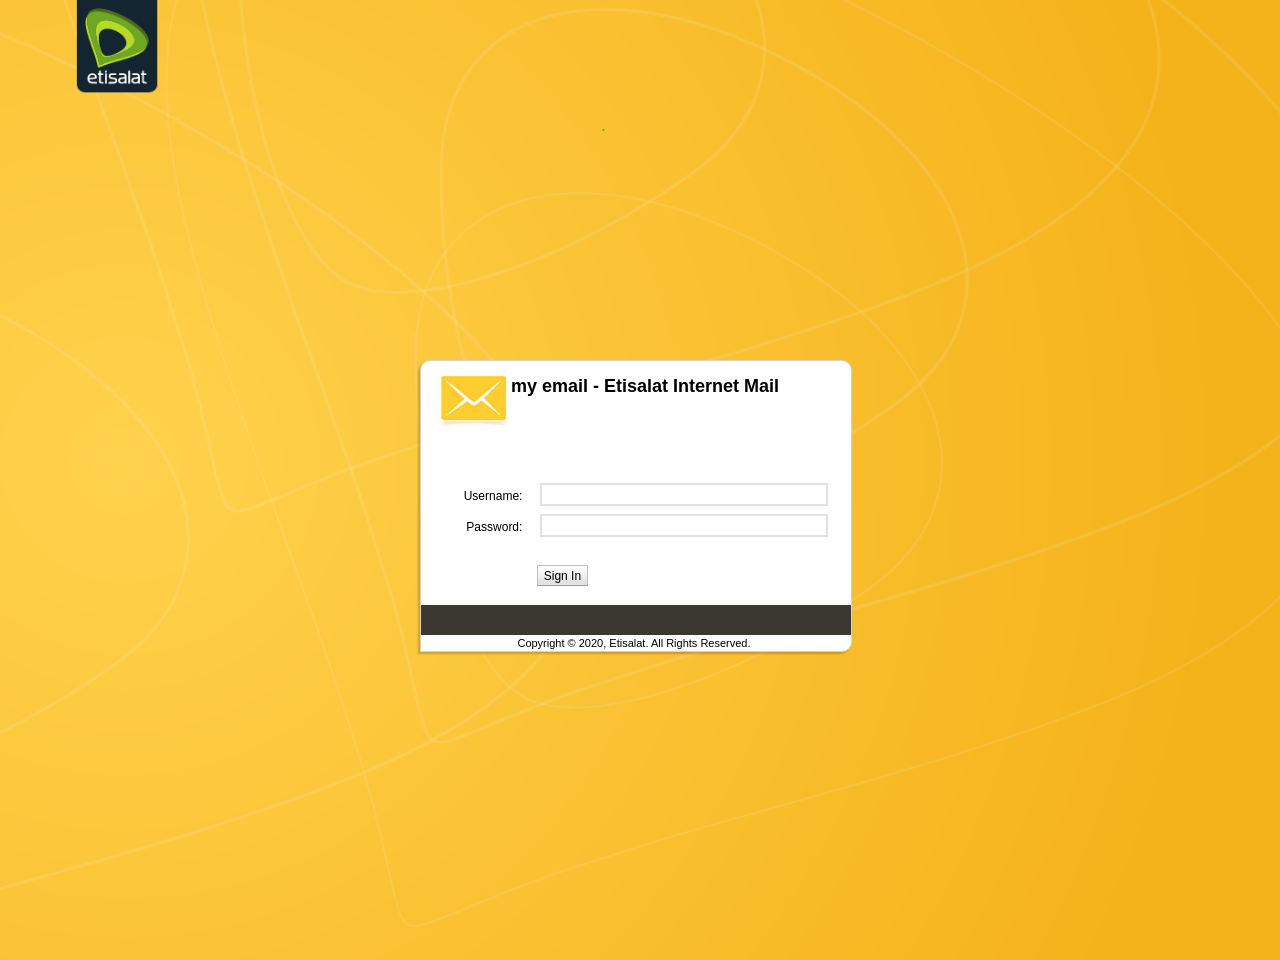 etisalat
my email - Etisalat Internet Mail
Username:
Password:
Sign In
Copyright © 2020, Etisalat. All Rights Reserved.